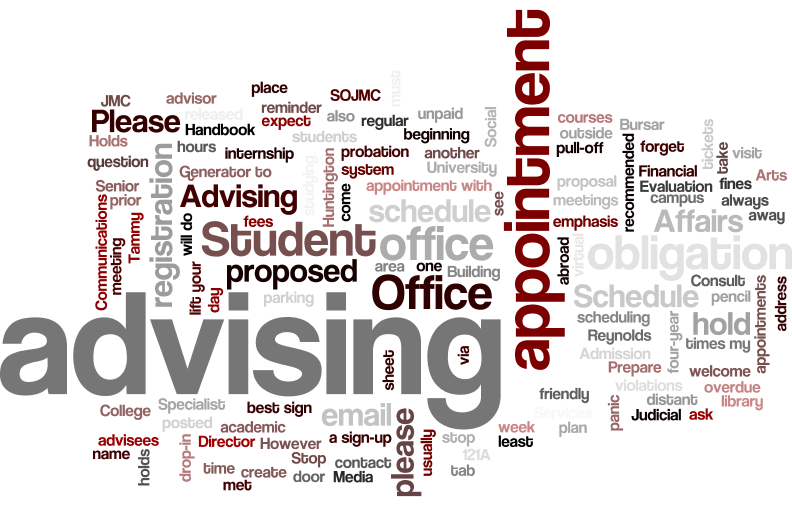 must
appointment
place
JMC
advisor
SOJMC
reminder
released
also
regular
unpaid
Social
courses
Please
Handbook
expect
beginning
outside
Bursar
tickets
Holds
hours
students
probation
another
pull-off
recommended
forget
take
visit
question
registration
internship
studying
Huntington
system
University
Financial
Generator to
Senior
Advising
come
appointment with
see
proposal
Evaluation
fines
Arts
prior
Communications
Tammy
schedule
meetings
campus
always
fees
emphasis
Affairs
away
meeting
will do
Student
office
abroad
virtual
obligation
proposed
area
one
Building
lift your
day
parking
Office
Schedule
Consult
pencil
appointments
address
advising
scheduling
four-year
hold
Reynolds
times my
sheet
via
Admission
Prepare
welcome
violations
overdue
friendly
distant
library
College
Specialist
best sign
email
please
Services
panic
Judicial
ask
posted
academic
week
plan
advisees
Director
However
a sign-up
usually
stop
least
name
holds
drop-in
Stop
121A
time
create
door
contact
Media
tab
met